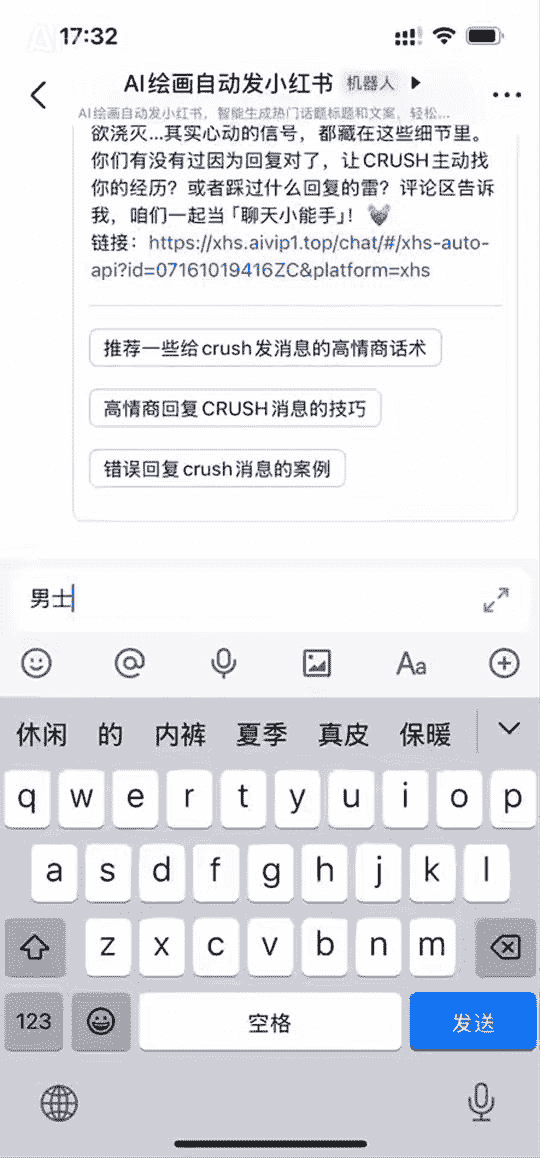 17:32
AI绘画自动发小红书 机器人
AI绘画自动发小红书，智能生成热门话题标题和文案，轻松...
欲浇灭...其实心动的信号，都藏在这些细节里。
你们有没有过因为回复对了，让CRUSH主动找
你的经历？或者踩过什么回复的雷？评论区告诉
我，咱们一起当「聊天小能手」！
链接：https://xhs.aivip1.top/chat/#/xhs-auto-
api?id=07161019416ZC&platform=xhs
推荐一些给crush发消息的高情商话术
高情商回复CRUSH消息的技巧
错误回复crush消息的案例
男士
Aa
休闲 的 内裤 夏季 真皮 保暖
q w e r t y u i o p
a s d f g h j k l
z x c v b n m
123 空格 发送